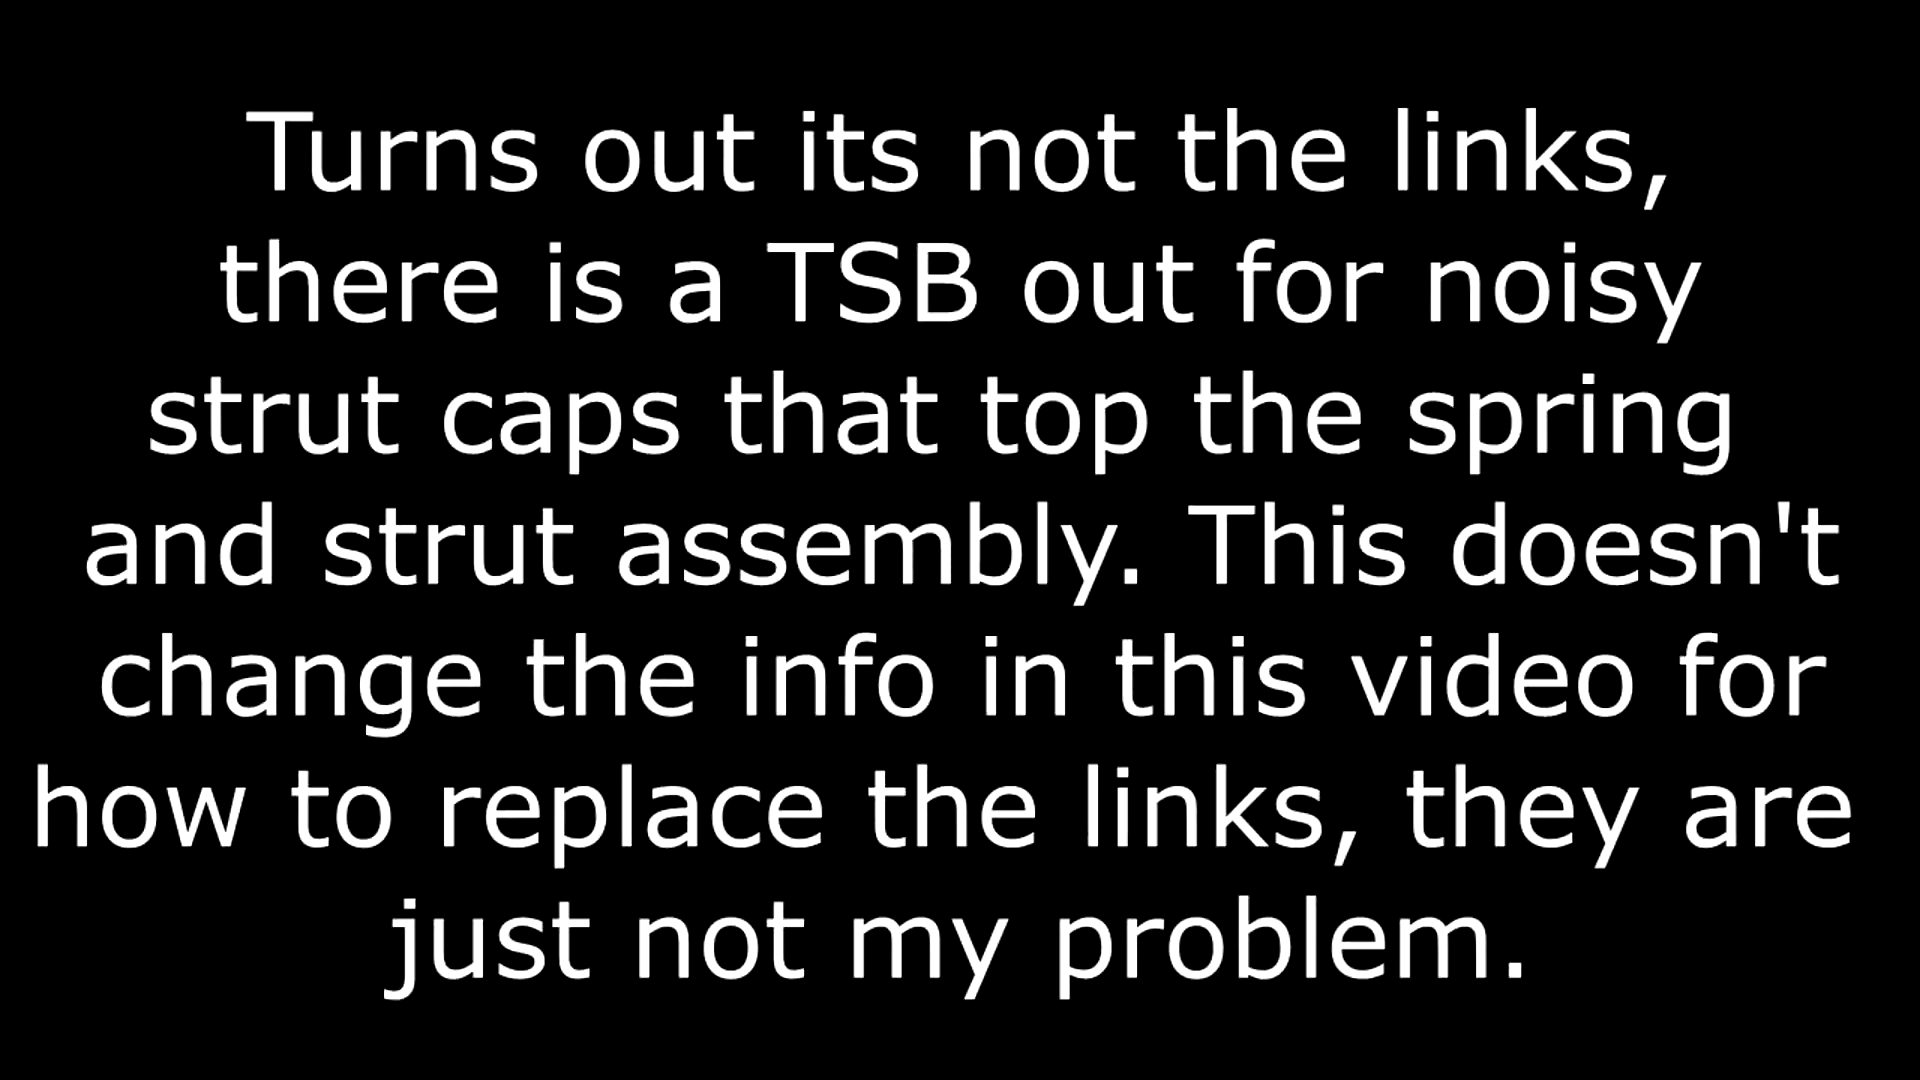 Turns out its not the links,
there is a TSB out for noisy
strut caps that top the spring
and strut assembly. This doesn't
change the info in this video for
how to replace the links, they are
just not my problem.